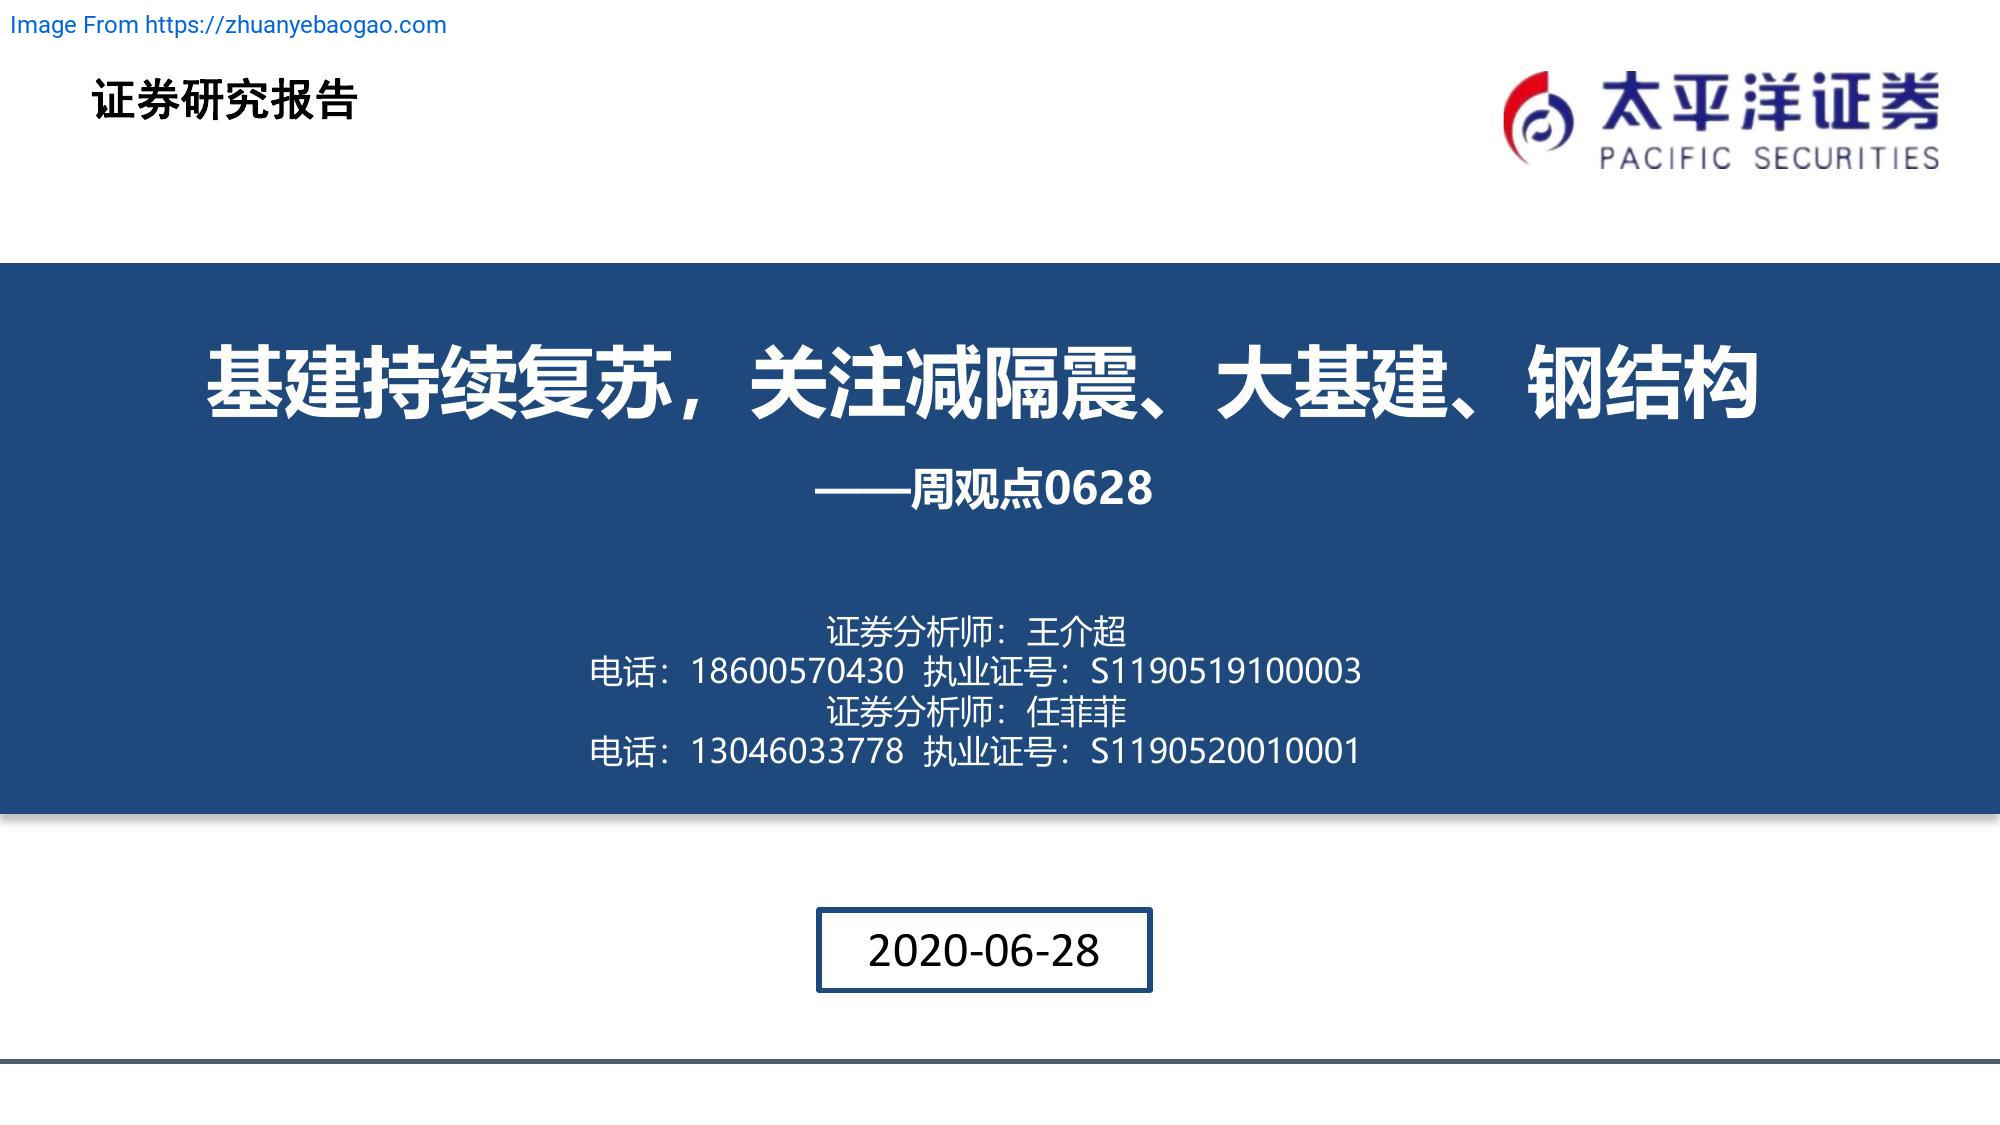 Image From https://zhuanyebaogao.com
证券研究报告
太平洋证券
PACIFIC SECURITIES
基建持续复苏，关注减隔震、大基建、钢结构
——周观点0628
证券分析师：王介超
电话：18600570430 执业证号：S1190519100003
证券分析师：任菲菲
电话：13046033778 执业证号：S1190520010001
2020-06-28